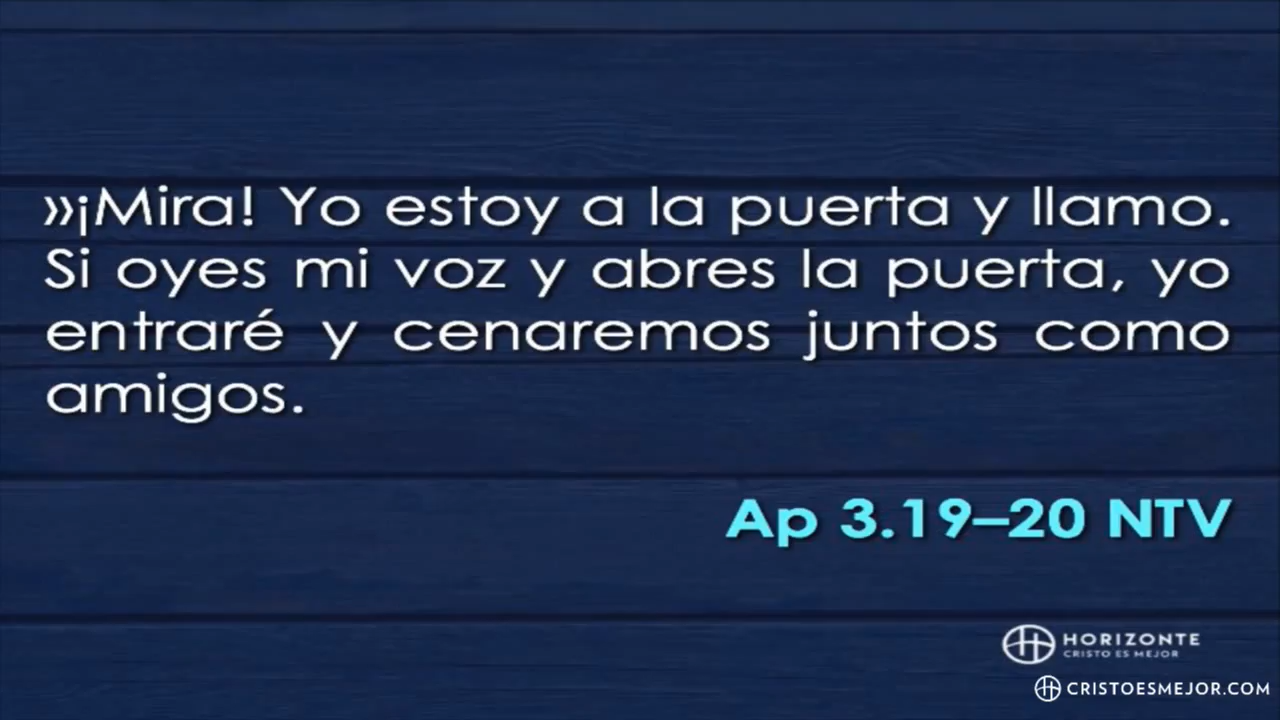 »¡Mira! Yo estoy a la puerta y llamo.
Si oyes mi voz y abres la puerta, yo
entraré y cenaremos juntos como
amigos.
Ap 3.19–20 NTV
HORIZONTE
CRISTO ES MEJOR
CRISTOESMEJOR.COM